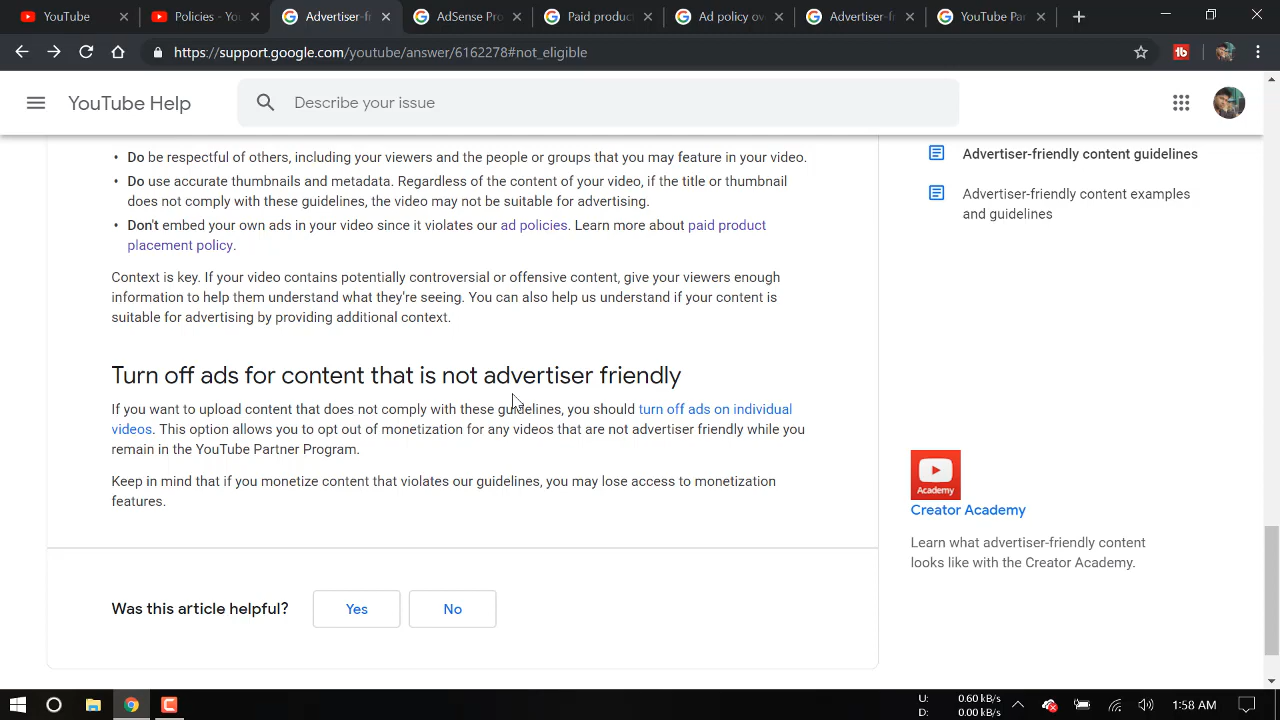 YouTube
Policies - Yo
Advertiser-f
AdSense Pro
Paid produc
Ad policy ov
Advertiser-f
YouTube Par
https://support.google.com/youtube/answer/6162278#not_eligible
YouTube Help
Describe your issue
• Do be respectful of others, including your viewers and the people or groups that you may feature in your video.
• Do use accurate thumbnails and metadata. Regardless of the content of your video, if the title or thumbnail
does not comply with these guidelines, the video may not be suitable for advertising.
• Don't embed your own ads in your video since it violates our ad policies. Learn more about paid product
placement policy.
Context is key. If your video contains potentially controversial or offensive content, give your viewers enough
information to help them understand what they're seeing. You can also help us understand if your content is
suitable for advertising by providing additional context.
Turn off ads for content that is not advertiser friendly
If you want to upload content that does not comply with these guidelines, you should turn off ads on individual
videos. This option allows you to opt out of monetization for any videos that are not advertiser friendly while you
remain in the YouTube Partner Program.
Keep in mind that if you monetize content that violates our guidelines, you may lose access to monetization
features.
Was this article helpful?
Yes
No
Advertiser-friendly content guidelines
Advertiser-friendly content examples
and guidelines
Academy
Creator Academy
Learn what advertiser-friendly content
looks like with the Creator Academy.
U: 0.60 kB/s
D: 0.00 kB/s
1:58 AM